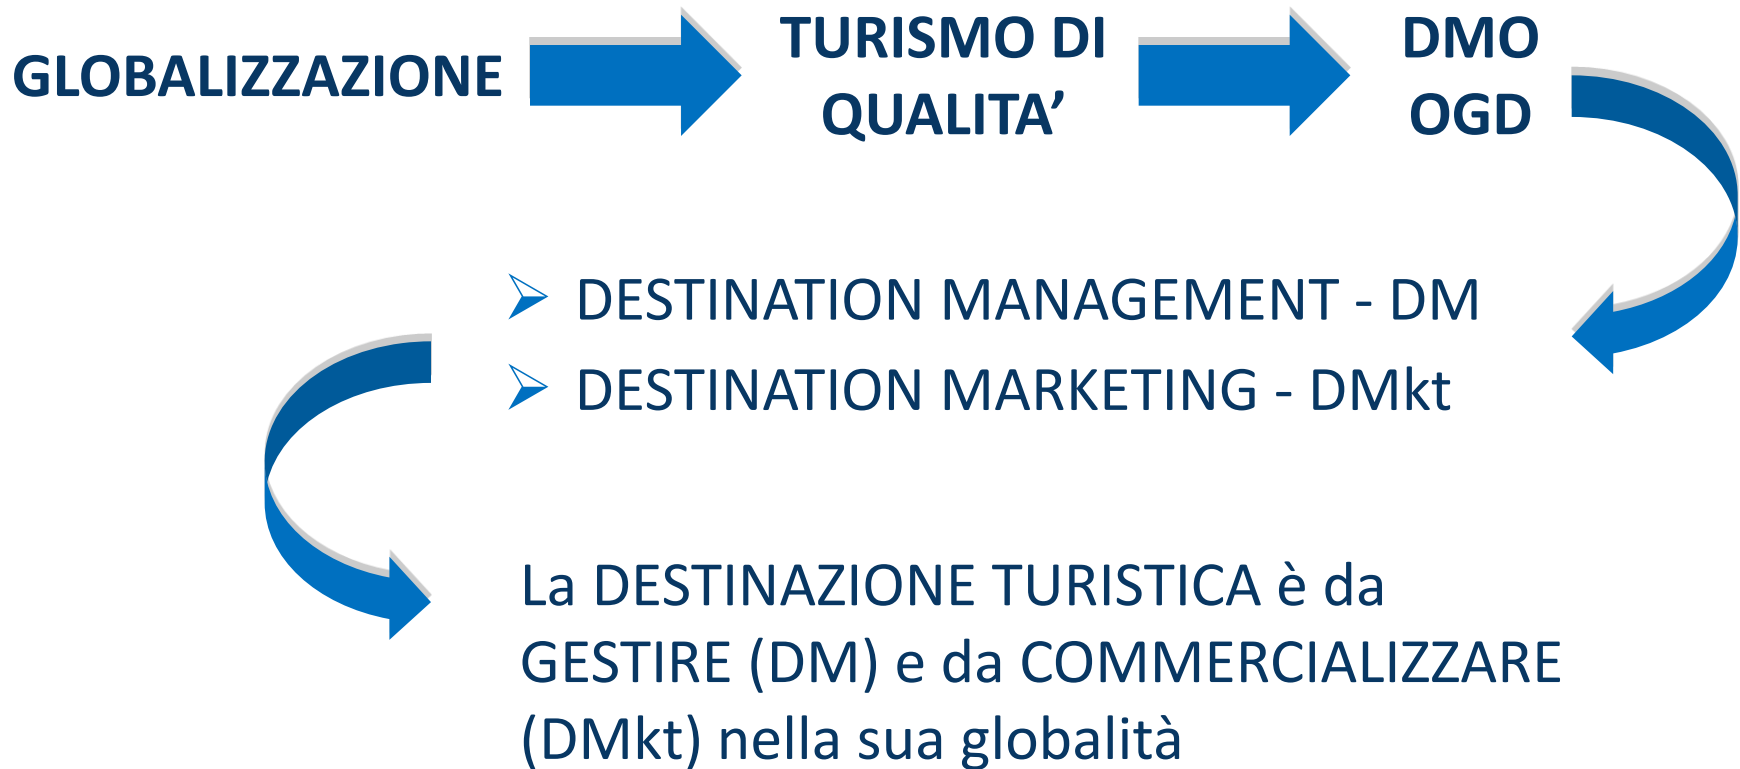 GLOBALIZZAZIONE
TURISMO DI
QUALITA’
DMO
OGD
DESTINATION MANAGEMENT - DM
DESTINATION MARKETING - DMkt
La DESTINAZIONE TURISTICA è da
GESTIRE (DM) e da COMMERCIALIZZARE
(DMkt) nella sua globalità